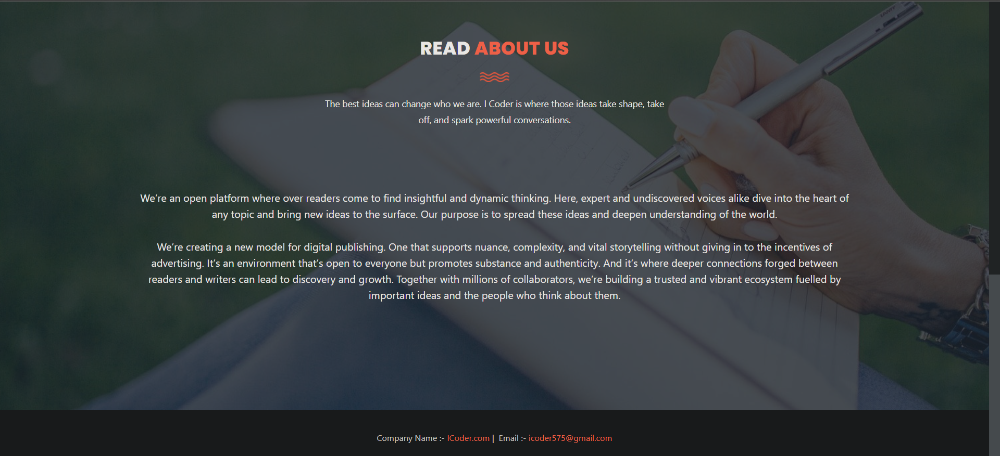 READ ABOUT US
The best ideas can change who we are. I Coder is where those ideas take shape, take
off, and spark powerful conversations.
We’re an open platform where over readers come to find insightful and dynamic thinking. Here, expert and undiscovered voices alike dive into the heart of
any topic and bring new ideas to the surface. Our purpose is to spread these ideas and deepen understanding of the world.
We’re creating a new model for digital publishing. One that supports nuance, complexity, and vital storytelling without giving in to the incentives of
advertising. It’s an environment that’s open to everyone but promotes substance and authenticity. And it’s where deeper connections forged between
readers and writers can lead to discovery and growth. Together with millions of collaborators, we’re building a trusted and vibrant ecosystem fuelled by
important ideas and the people who think about them.
Company Name :- ICoder.com | Email :- icoder575@gmail.com